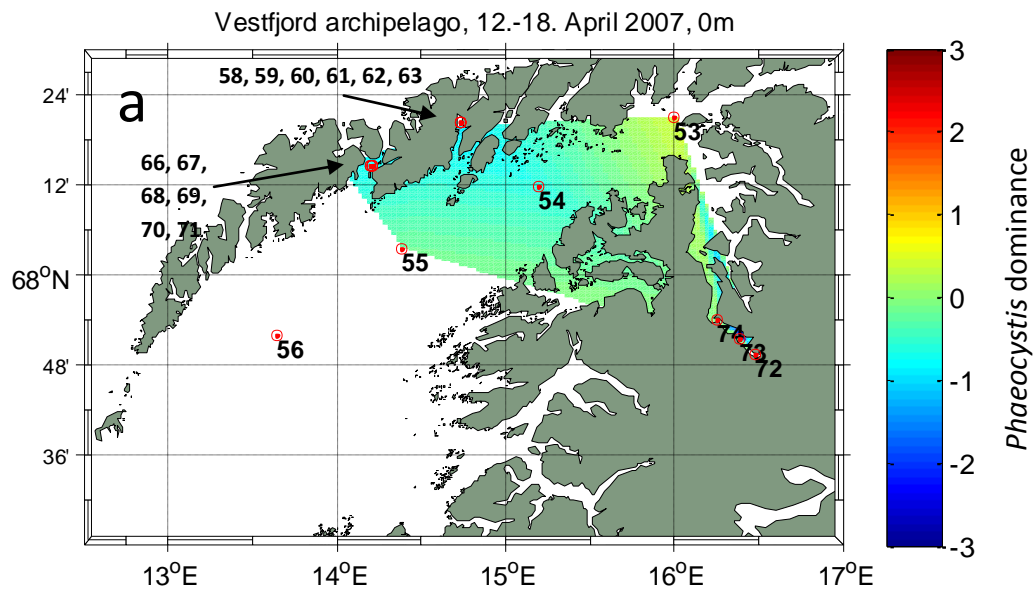 Vestfjord archipelago, 12.-18. April 2007, 0m
a
58, 59, 60, 61, 62, 63
66, 67,
68, 69,
70, 71
53
54
55
56
74
73
72
24'
12'
68°N
48'
36'
13°E
14°E
15°E
16°E
17°E
3
2
1
0
-1
-2
-3
Phaeocystis dominance